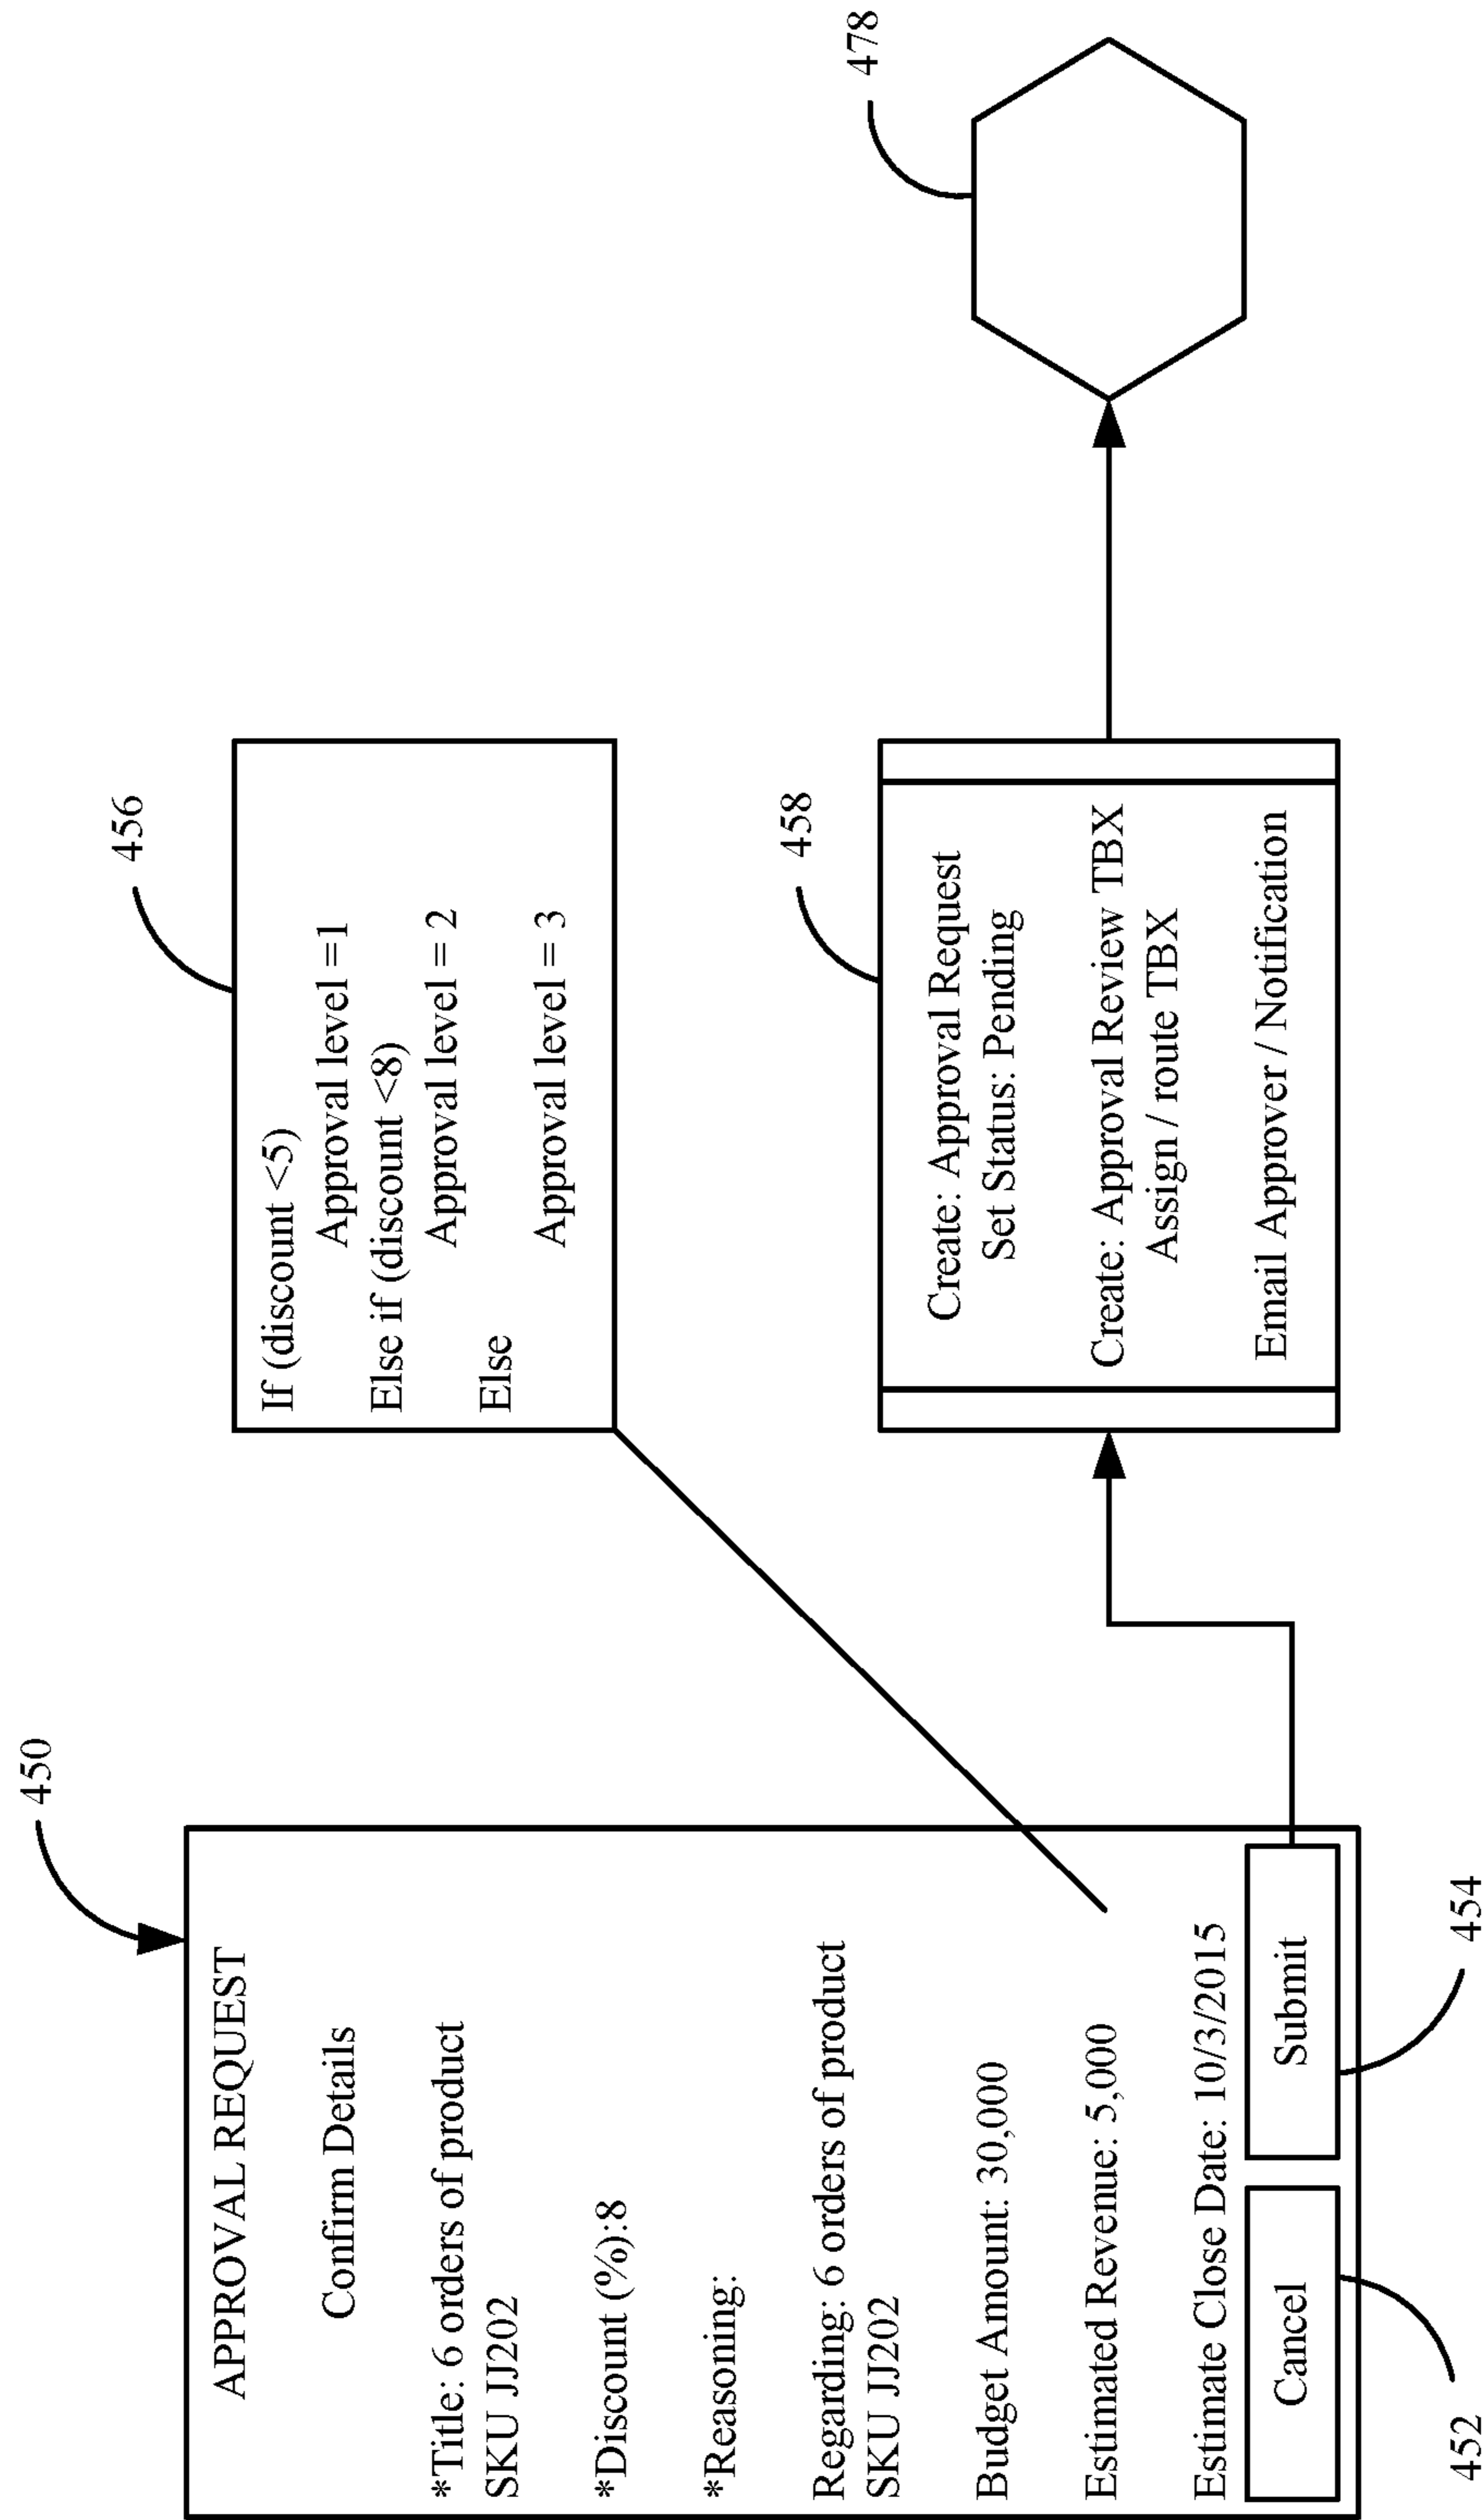 450
APPROVAL REQUEST
Confirm Details
*Title: 6 orders of product
SKU JJ202
*Discount (%):8
*Reasoning:
Regarding: 6 orders of product
SKU JJ202
Budget Amount: 30,000
Estimated Revenue: 5,000
Estimate Close Date: 10/3/2015
Cancel
Submit
452
454
456
If (discount <5)
Approval level =1
Else if (discount <8)
Approval level = 2
Else
Approval level = 3
458
Create: Approval Request
Set Status: Pending
Create: Approval Review TBX
Assign / route TBX
Email Approver / Notification
478